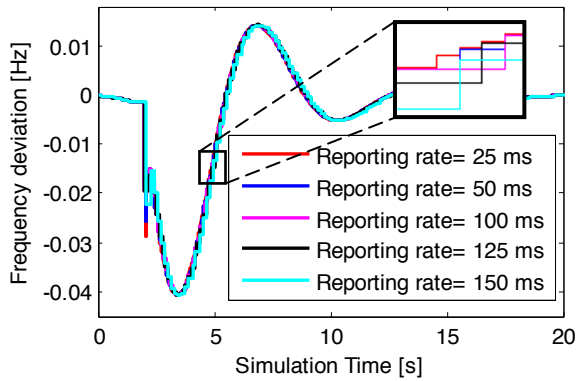 0.01
0
-0.01
-0.02
-0.03
-0.04
Frequency deviation [Hz]
Reporting rate= 25 ms
Reporting rate= 50 ms
Reporting rate= 100 ms
Reporting rate= 125 ms
Reporting rate= 150 ms
0 5 10 15 20
Simulation Time [s]